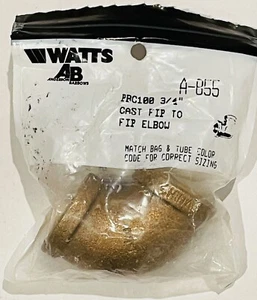 WATTS
AB
ANDERSON
BARROWS
A-855
PRC100 3/4"
CAST FIP TO
FIP ELBOW
MATCH BAG & TUBE COLOR
CODE FOR CORRECT SIZING